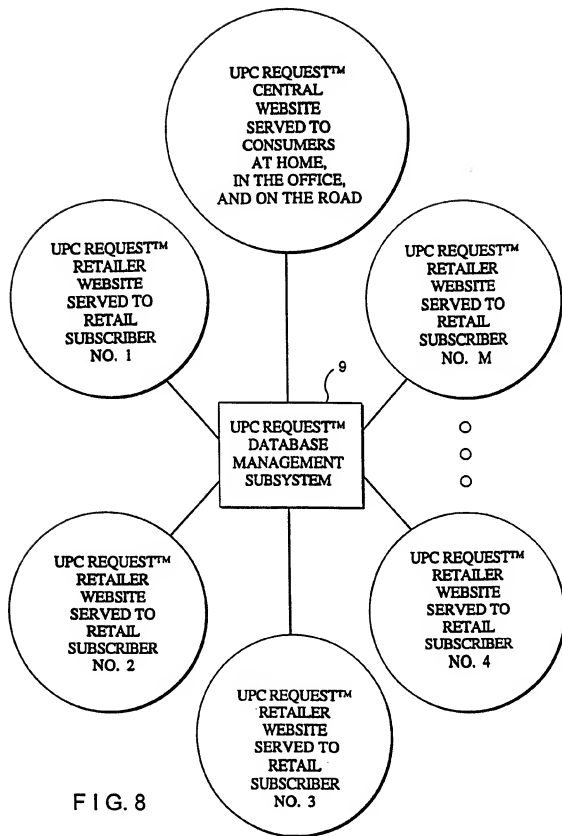 UPC REQUEST™
CENTRAL
WEBSITE
SERVED TO
CONSUMERS
AT HOME,
IN THE OFFICE,
AND ON THE ROAD
UPC REQUEST™
RETAILER
WEBSITE
SERVED TO
RETAIL
SUBSCRIBER
NO. 1
UPC REQUEST™
RETAILER
WEBSITE
SERVED TO
RETAIL
SUBSCRIBER
NO. M
9
UPC REQUEST™
DATABASE
MANAGEMENT
SUBSYSTEM
UPC REQUEST™
RETAILER
WEBSITE
SERVED TO
RETAIL
SUBSCRIBER
NO. 2
UPC REQUEST™
RETAILER
WEBSITE
SERVED TO
RETAIL
SUBSCRIBER
NO. 4
UPC REQUEST™
RETAILER
WEBSITE
SERVED TO
RETAIL
SUBSCRIBER
NO. 3
FIG. 8